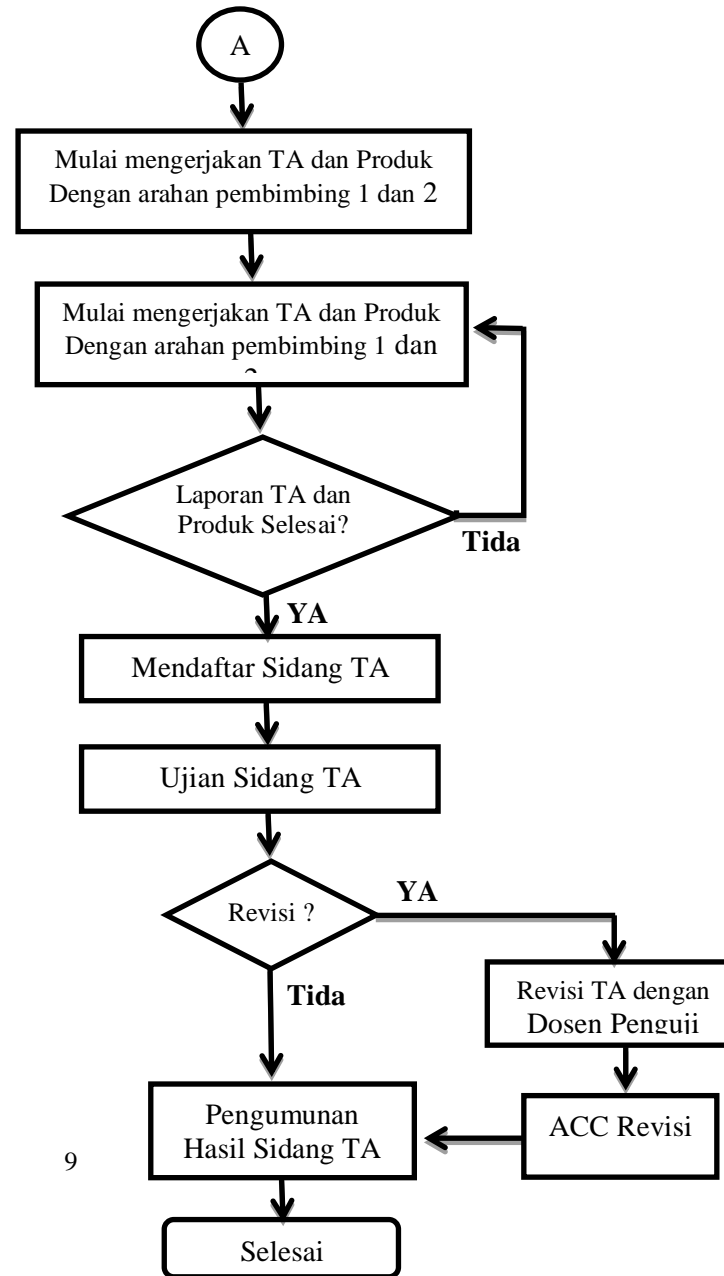 A
Mulai mengerjakan TA dan Produk
Dengan arahan pembimbing 1 dan 2
Mulai mengerjakan TA dan Produk
Dengan arahan pembimbing 1 dan
Laporan TA dan
Produk Selesai?
Tida
YA
Mendaftar Sidang TA
Ujian Sidang TA
Revisi ?
YA
Tida
Revisi TA dengan
Dosen Penguji
ACC Revisi
Pengumunan
Hasil Sidang TA
9
Selesai